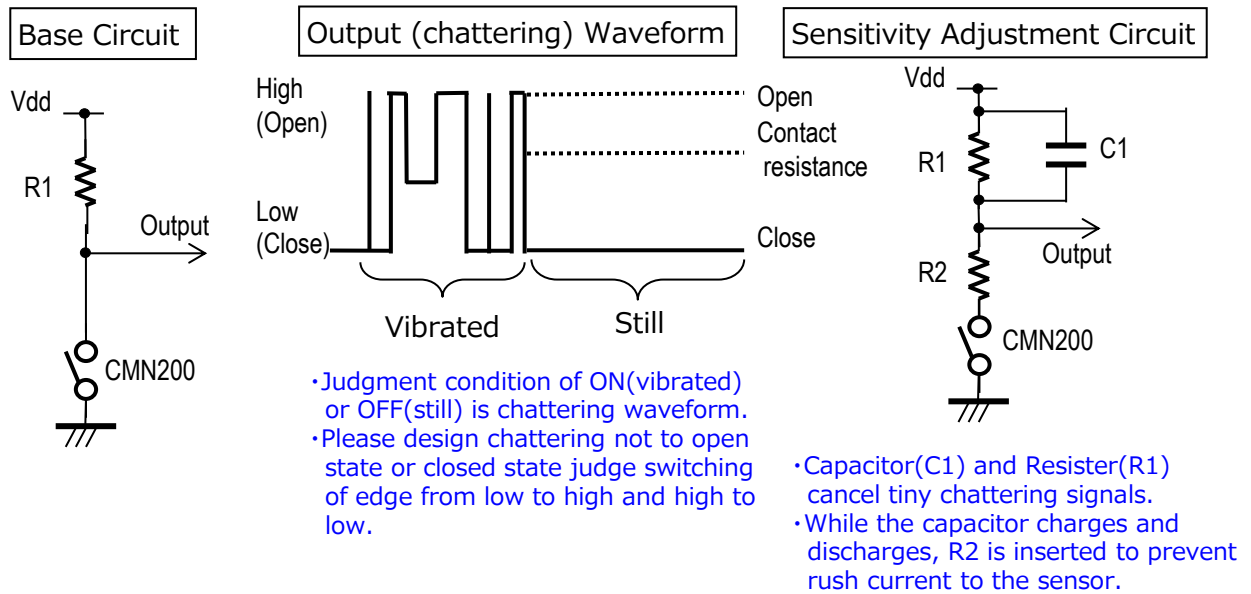 Base Circuit
Vdd
R1
Output
CMN200
Output (chattering) Waveform
High
(Open)
Low
(Close)
Open
Contact
resistance
Close
Vibrated
Still
・Judgment condition of ON(vibrated)
or OFF(still) is chattering waveform.
・Please design chattering not to open
state or closed state judge switching
of edge from low to high and high to
low.
Sensitivity Adjustment Circuit
Vdd
R1
C1
Output
R2
CMN200
・Capacitor(C1) and Resister(R1)
cancel tiny chattering signals.
・While the capacitor charges and
discharges, R2 is inserted to prevent
rush current to the sensor.